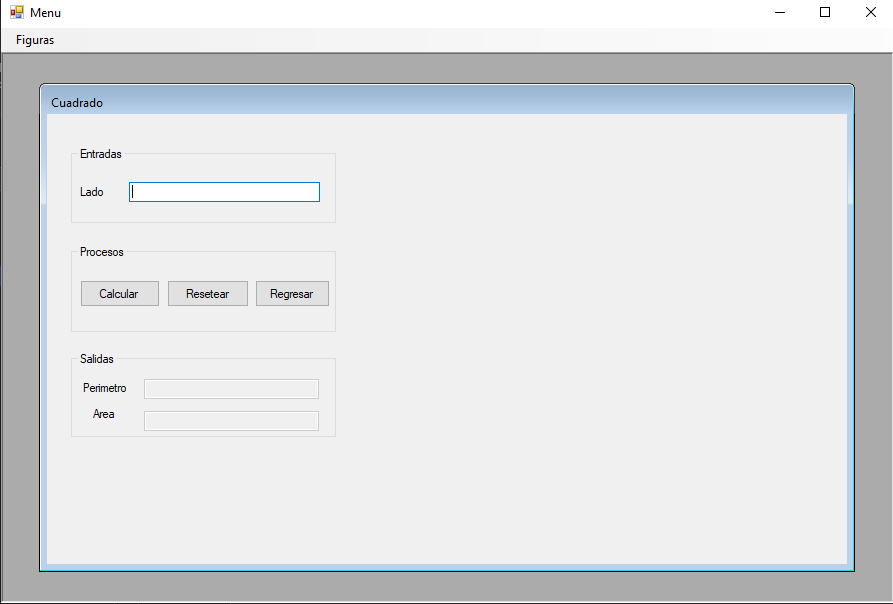 Menu
Figuras
Cuadrado
Entradas
Lado
Procesos
Calcular Resetear Regresar
Salidas
Perimetro
Area